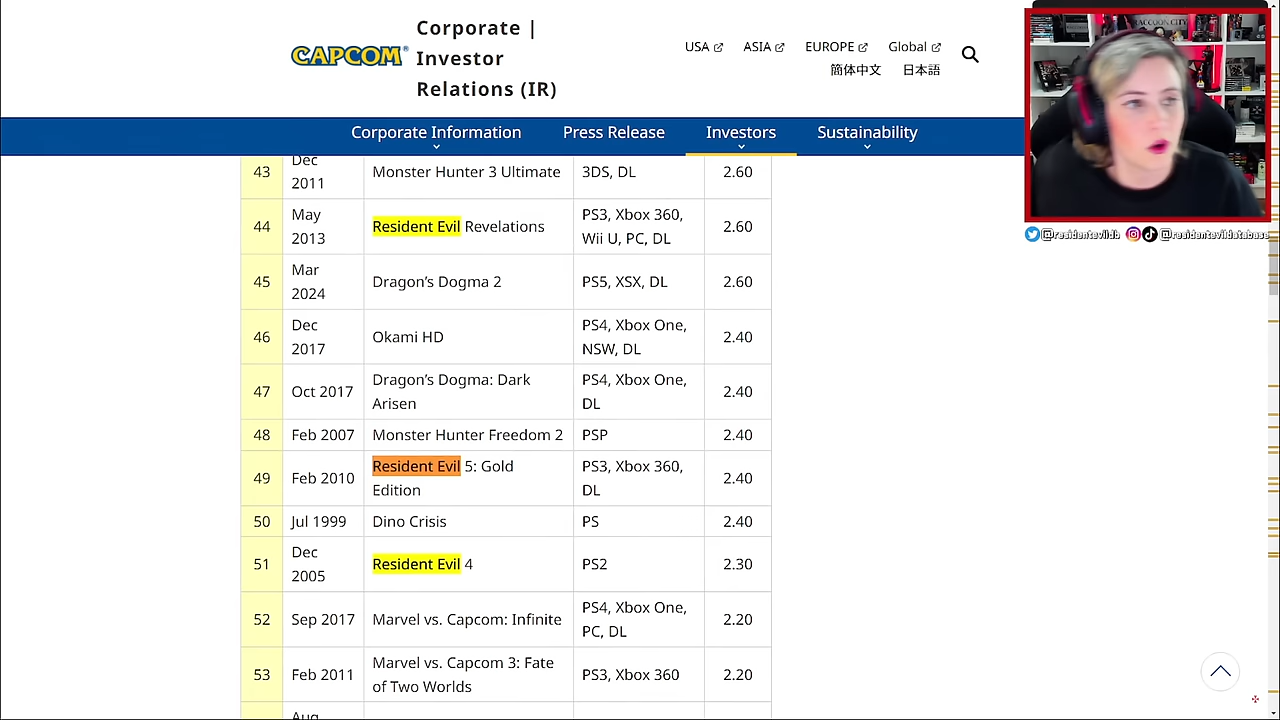 CAPCOM
Corporate |
Investor
Relations (IR)
USA
ASIA
EUROPE
Global
簡体中文
日本語
Corporate Information
Press Release
Investors
Sustainability
43 Dec 2011 Monster Hunter 3 Ultimate 3DS, DL 2.60
44 May 2013 Resident Evil Revelations PS3, Xbox 360, Wii U, PC, DL 2.60
45 Mar 2024 Dragon’s Dogma 2 PS5, XSX, DL 2.60
46 Dec 2017 Okami HD PS4, Xbox One, NSW, DL 2.40
47 Oct 2017 Dragon’s Dogma: Dark Arisen PS4, Xbox One, DL 2.40
48 Feb 2007 Monster Hunter Freedom 2 PSP 2.40
49 Feb 2010 Resident Evil 5: Gold Edition PS3, Xbox 360, DL 2.40
50 Jul 1999 Dino Crisis PS 2.40
51 Dec 2005 Resident Evil 4 PS2 2.30
52 Sep 2017 Marvel vs. Capcom: Infinite PS4, Xbox One, PC, DL 2.20
53 Feb 2011 Marvel vs. Capcom 3: Fate of Two Worlds PS3, Xbox 360 2.20
Aug
RACCOON CITY
@residentevildb @residentevildatabase